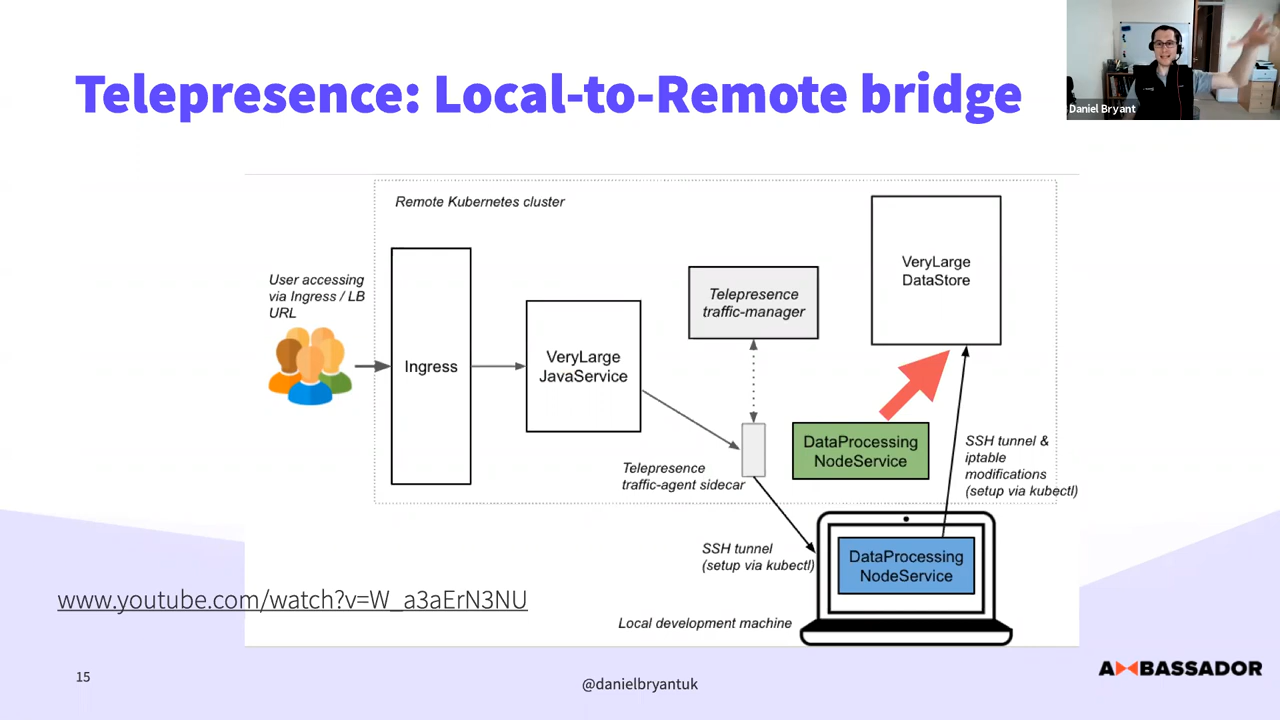 Telepresence: Local-to-Remote bridge
Daniel Bryant
Remote Kubernetes cluster
User accessing
via Ingress / LB
URL
Ingress
VeryLarge
JavaService
Telepresence
traffic-manager
VeryLarge
DataStore
DataProcessing
NodeService
Telepresence
traffic-agent sidecar
SSH tunnel &
iptable
modifications
(setup via kubectl)
SSH tunnel
(setup via kubectl)
DataProcessing
NodeService
Local development machine
www.youtube.com/watch?v=W_a3aErN3NU
15
@danielbryantuk
AMBASSADOR